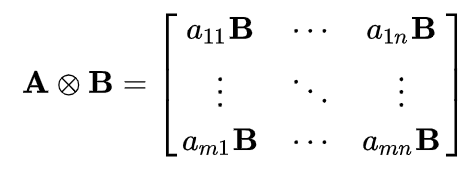 A ⊗ B = [ a₁₁B ⋯ a₁ₙB
⋮ ⋱ ⋮
aₘ₁B ⋯ aₘₙB ]